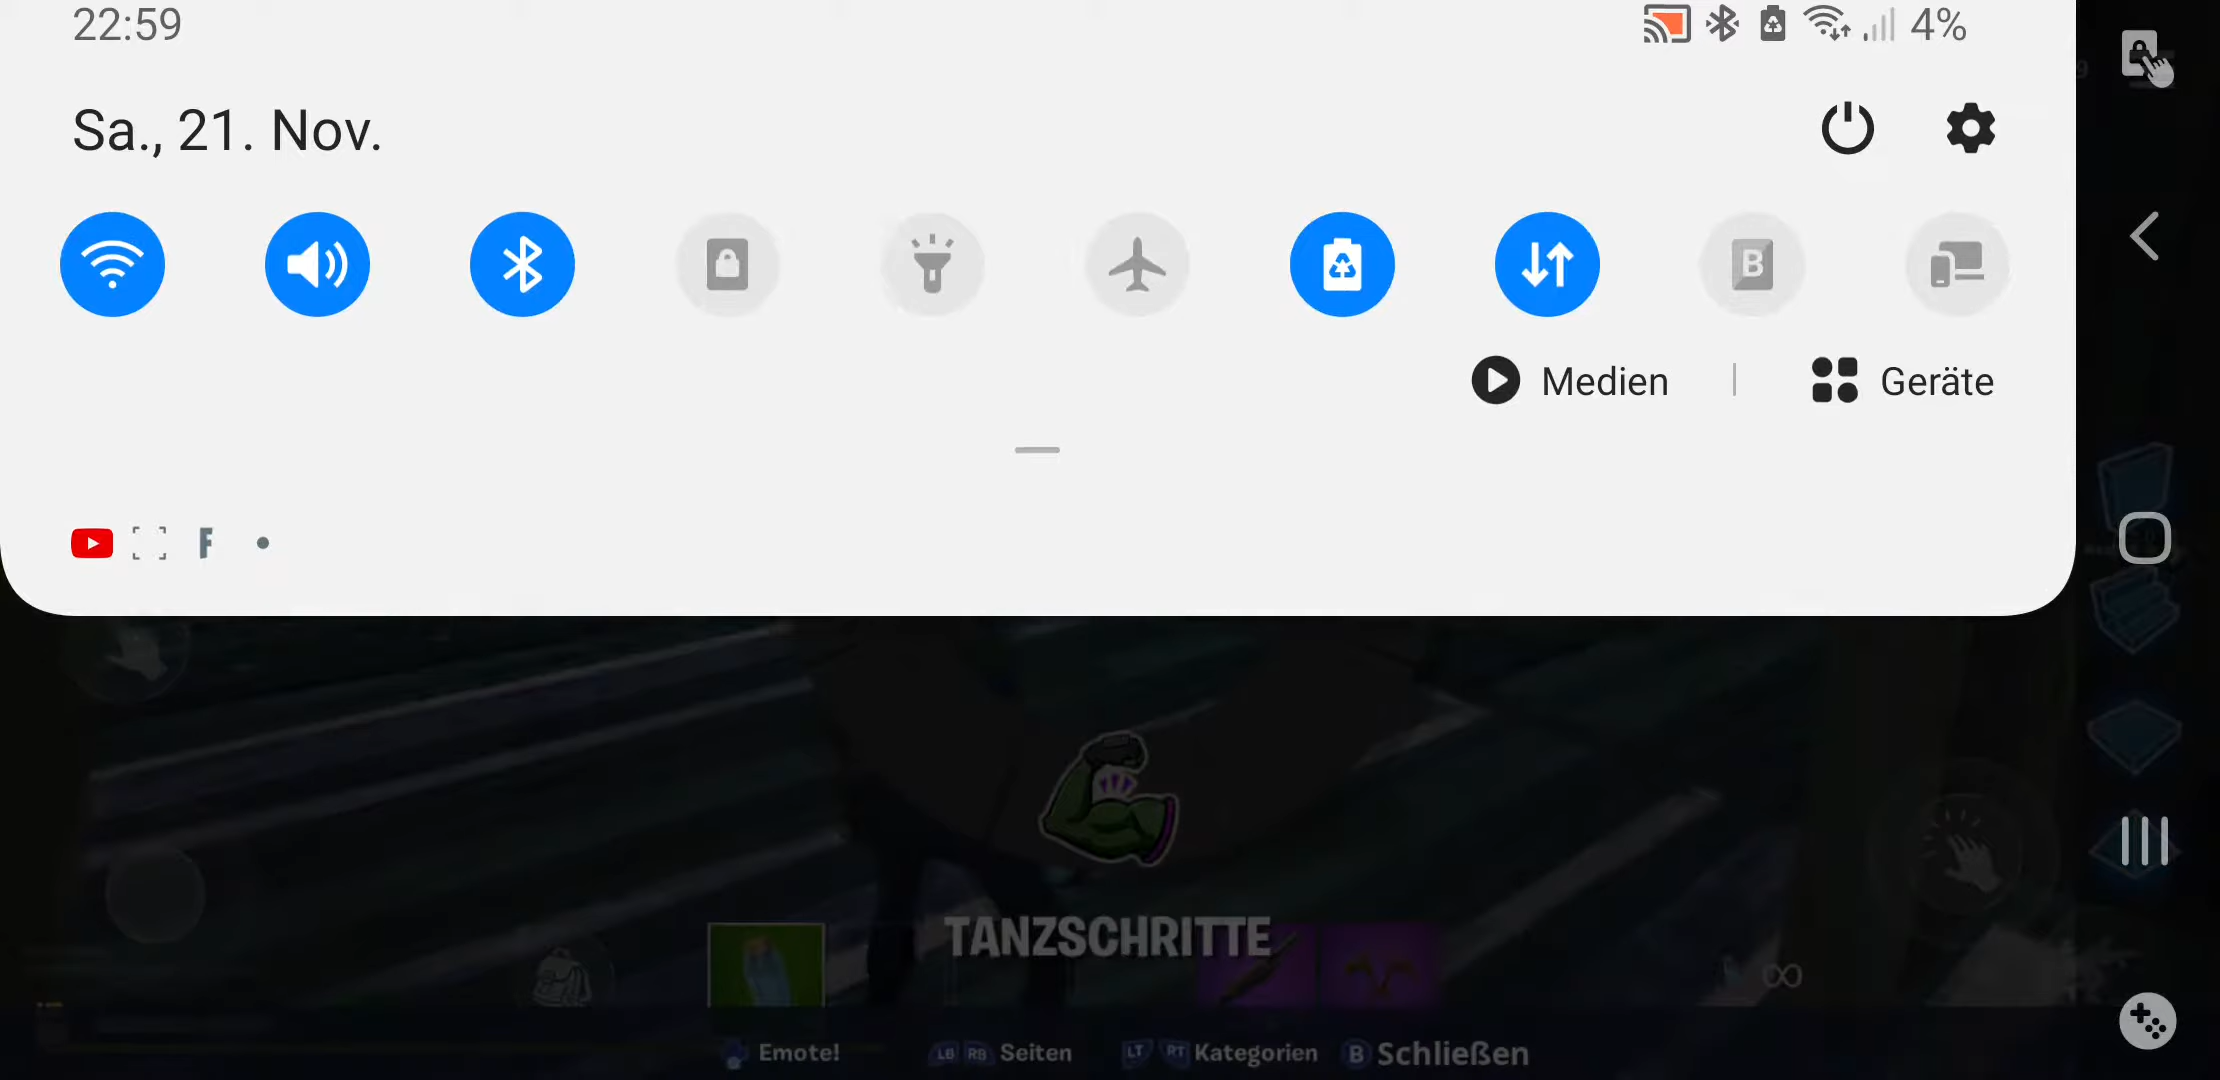 22:59
4%
Sa., 21. Nov.
B
Medien
Geräte
F
TANZSCHRITTE
∞
Emote!
LB RB Seiten
LT RT Kategorien
B Schließen